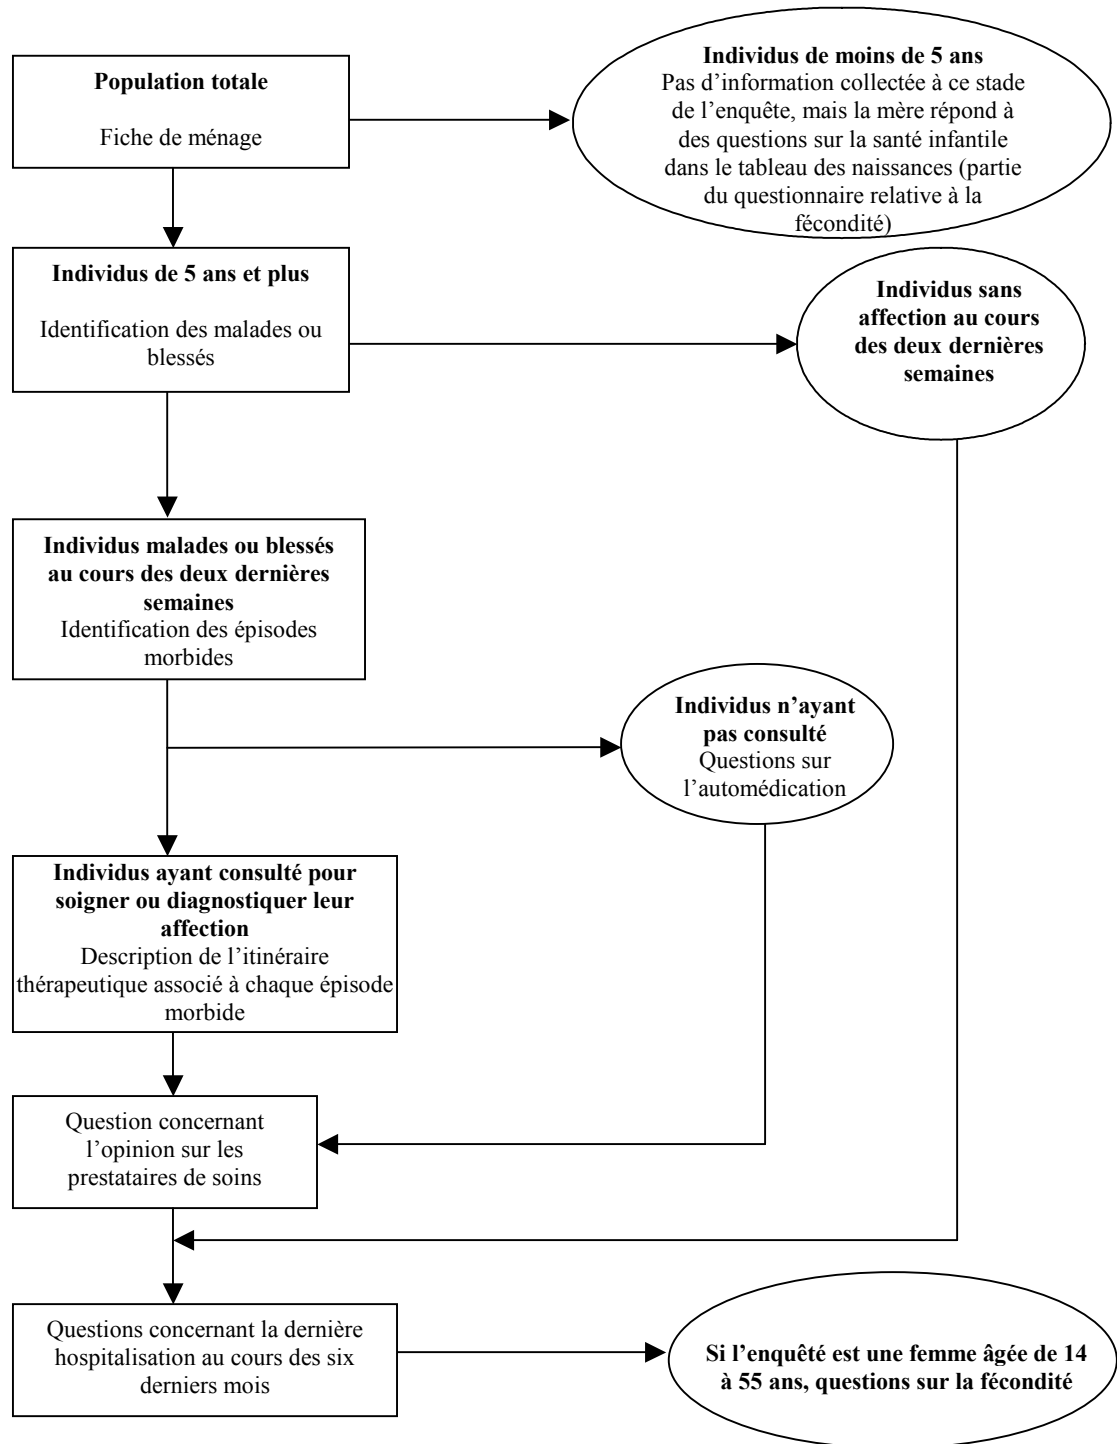 Population totale
Fiche de ménage
Individus de moins de 5 ans
Pas d’information collectée à ce stade
de l’enquête, mais la mère répond à
des questions sur la santé infantile
dans le tableau des naissances (partie
du questionnaire relative à la
fécondité)
Individus de 5 ans et plus
Identification des malades ou
blessés
Individus sans
affection au cours
des deux dernières
semaines
Individus malades ou blessés
au cours des deux dernières
semaines
Identification des épisodes
morbides
Individus n’ayant
pas consulté
Questions sur
l’automédication
Individus ayant consulté pour
soigner ou diagnostiquer leur
affection
Description de l’itinéraire
thérapeutique associé à chaque épisode
morbide
Question concernant
l’opinion sur les
prestataires de soins
Questions concernant la dernière
hospitalisation au cours des six
derniers mois
Si l’enquêté est une femme âgée de 14
à 55 ans, questions sur la fécondité